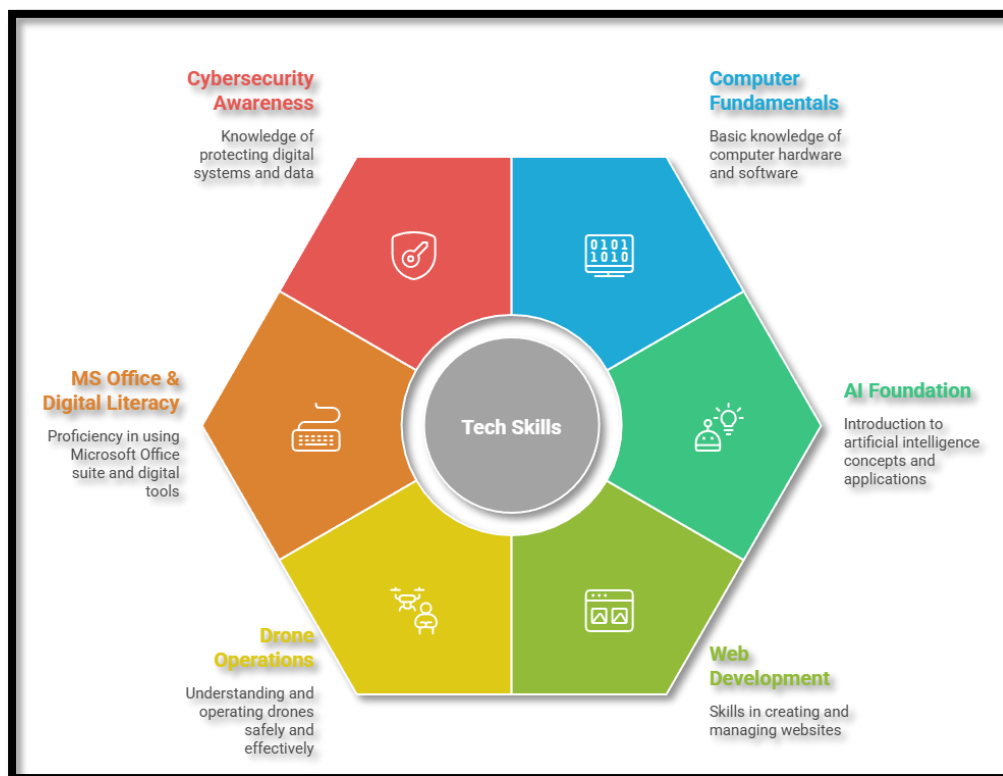 Cybersecurity
Awareness
Knowledge of
protecting digital
systems and data
Computer
Fundamentals
Basic knowledge of
computer hardware
and software
0101
1010
MS Office &
Digital Literacy
Proficiency in using
Microsoft Office
suite and digital
tools
Tech Skills
AI Foundation
Introduction to
artificial intelligence
concepts and
applications
Drone
Operations
Understanding and
operating drones
safely and
effectively
Web
Development
Skills in creating and
managing websites